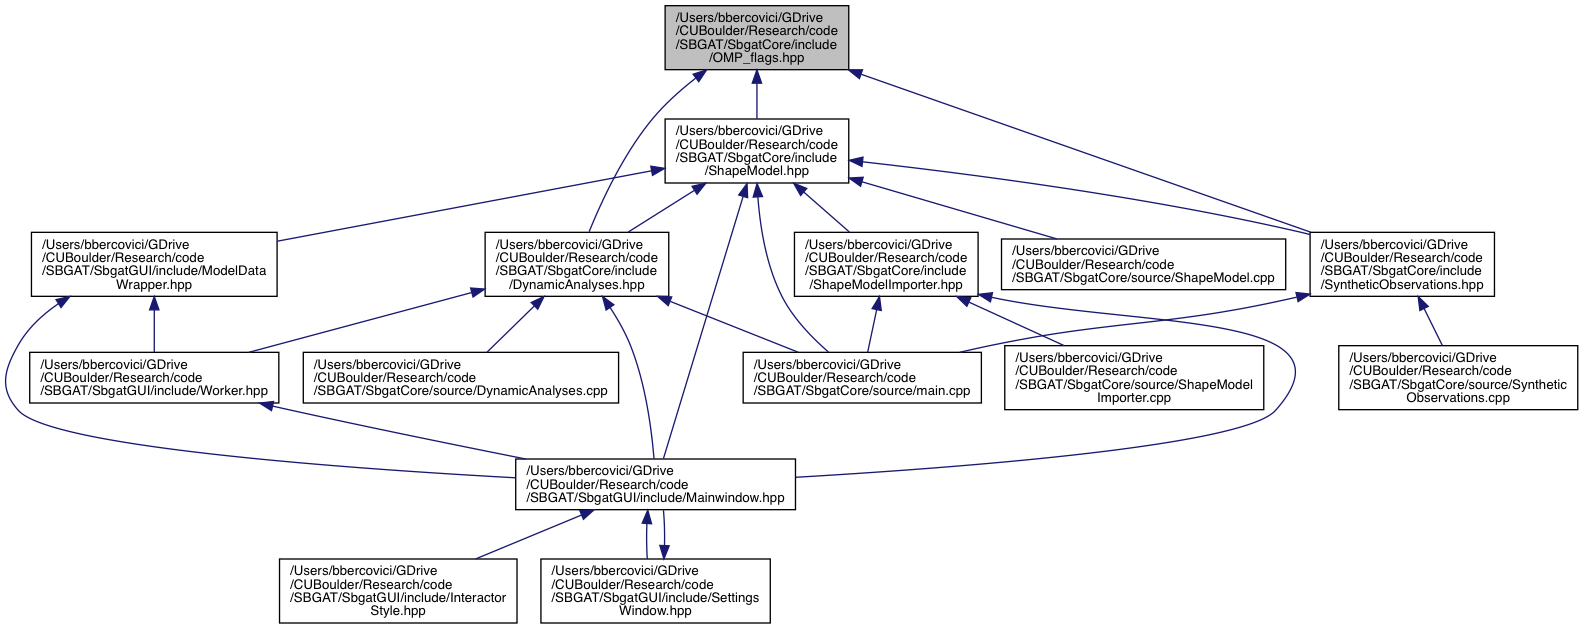 /Users/bbercovici/GDrive
/CUBoulder/Research/code
/SBGAT/SbgatCore/include
/OMP_flags.hpp
/Users/bbercovici/GDrive
/CUBoulder/Research/code
/SBGAT/SbgatCore/include
/ShapeModel.hpp
/Users/bbercovici/GDrive
/CUBoulder/Research/code
/SBGAT/SbgatGUI/include/ModelData
Wrapper.hpp
/Users/bbercovici/GDrive
/CUBoulder/Research/code
/SBGAT/SbgatCore/include
/DynamicAnalyses.hpp
/Users/bbercovici/GDrive
/CUBoulder/Research/code
/SBGAT/SbgatCore/include
/ShapeModelImporter.hpp
/Users/bbercovici/GDrive
/CUBoulder/Research/code
/SBGAT/SbgatCore/source/ShapeModel.cpp
/Users/bbercovici/GDrive
/CUBoulder/Research/code
/SBGAT/SbgatCore/include
/SyntheticObservations.hpp
/Users/bbercovici/GDrive
/CUBoulder/Research/code
/SBGAT/SbgatGUI/include/Worker.hpp
/Users/bbercovici/GDrive
/CUBoulder/Research/code
/SBGAT/SbgatCore/source/DynamicAnalyses.cpp
/Users/bbercovici/GDrive
/CUBoulder/Research/code
/SBGAT/SbgatCore/source/main.cpp
/Users/bbercovici/GDrive
/CUBoulder/Research/code
/SBGAT/SbgatCore/source/ShapeModel
Importer.cpp
/Users/bbercovici/GDrive
/CUBoulder/Research/code
/SBGAT/SbgatCore/source/Synthetic
Observations.cpp
/Users/bbercovici/GDrive
/CUBoulder/Research/code
/SBGAT/SbgatGUI/include/Mainwindow.hpp
/Users/bbercovici/GDrive
/CUBoulder/Research/code
/SBGAT/SbgatGUI/include/Interactor
Style.hpp
/Users/bbercovici/GDrive
/CUBoulder/Research/code
/SBGAT/SbgatGUI/include/Settings
Window.hpp